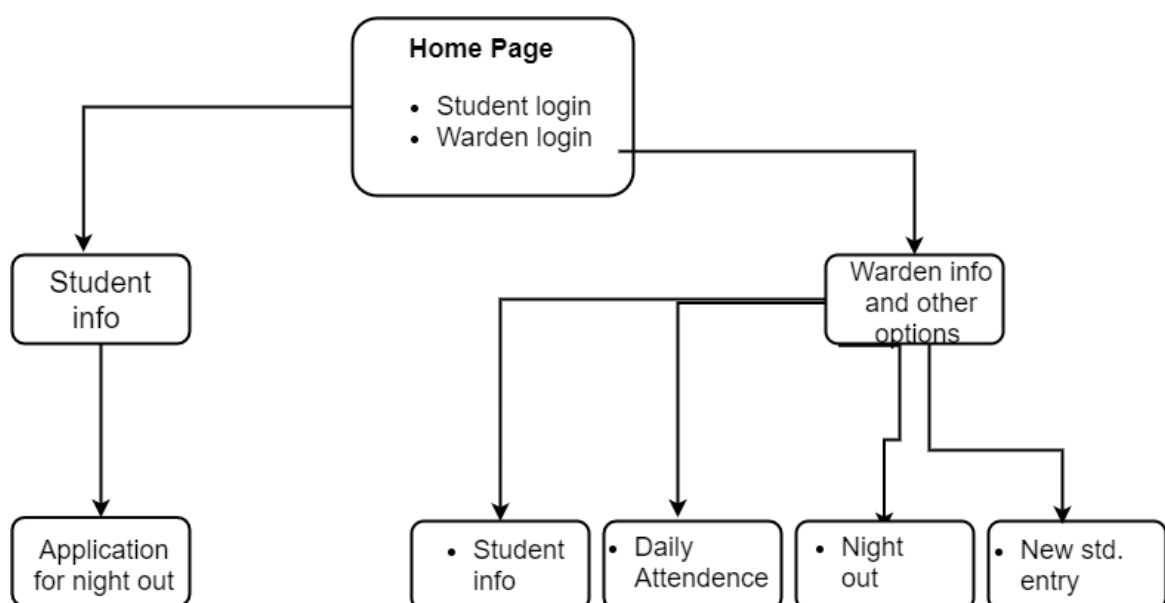 Home Page
• Student login
• Warden login
Student
info
Warden info
and other
options
Application
for night out
• Student
info
• Daily
Attendence
• Night
out
• New std.
entry